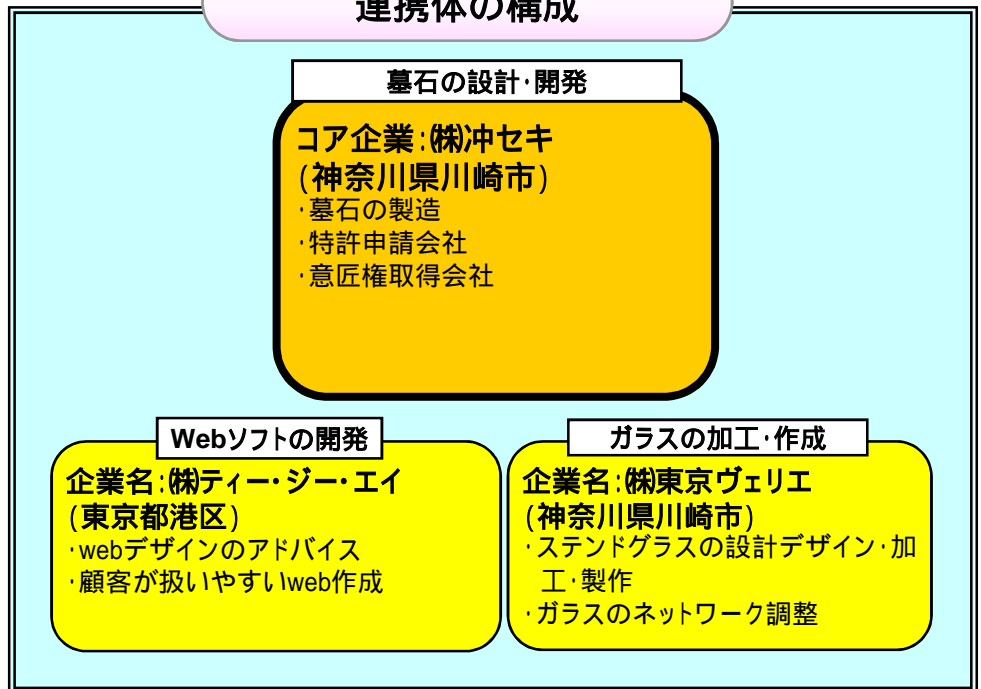 連携体の構成
墓石の設計・開発
コア企業:㈱冲セキ
(神奈川県川崎市)
・墓石の製造
・特許申請会社
・意匠権取得会社
Webソフトの開発
企業名:㈱ティー・ジー・エイ
(東京都港区)
・webデザインのアドバイス
・顧客が扱いやすいweb作成
ガラスの加工・作成
企業名:㈱東京ヴェリエ
(神奈川県川崎市)
・ステンドグラスの設計デザイン・加
工・製作
・ガラスのネットワーク調整